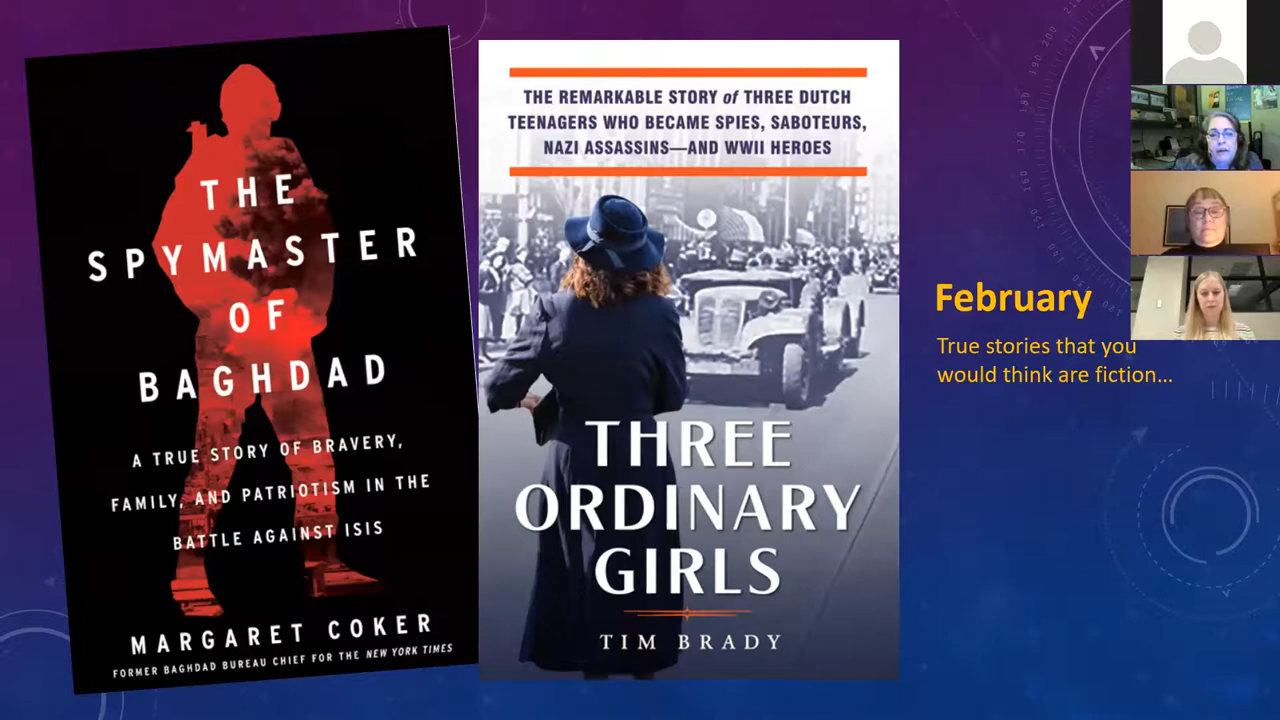 THE
SPYMASTER
OF
BAGHDAD
A TRUE STORY OF BRAVERY,
FAMILY, AND PATRIOTISM IN THE
BATTLE AGAINST ISIS
MARGARET COKER
FORMER BAGHDAD BUREAU CHIEF FOR THE NEW YORK TIMES
THE REMARKABLE STORY of THREE DUTCH
TEENAGERS WHO BECAME SPIES, SABOTEURS,
NAZI ASSASSINS—AND WWII HEROES
THREE
ORDINARY
GIRLS
TIM BRADY
February
True stories that you
would think are fiction...